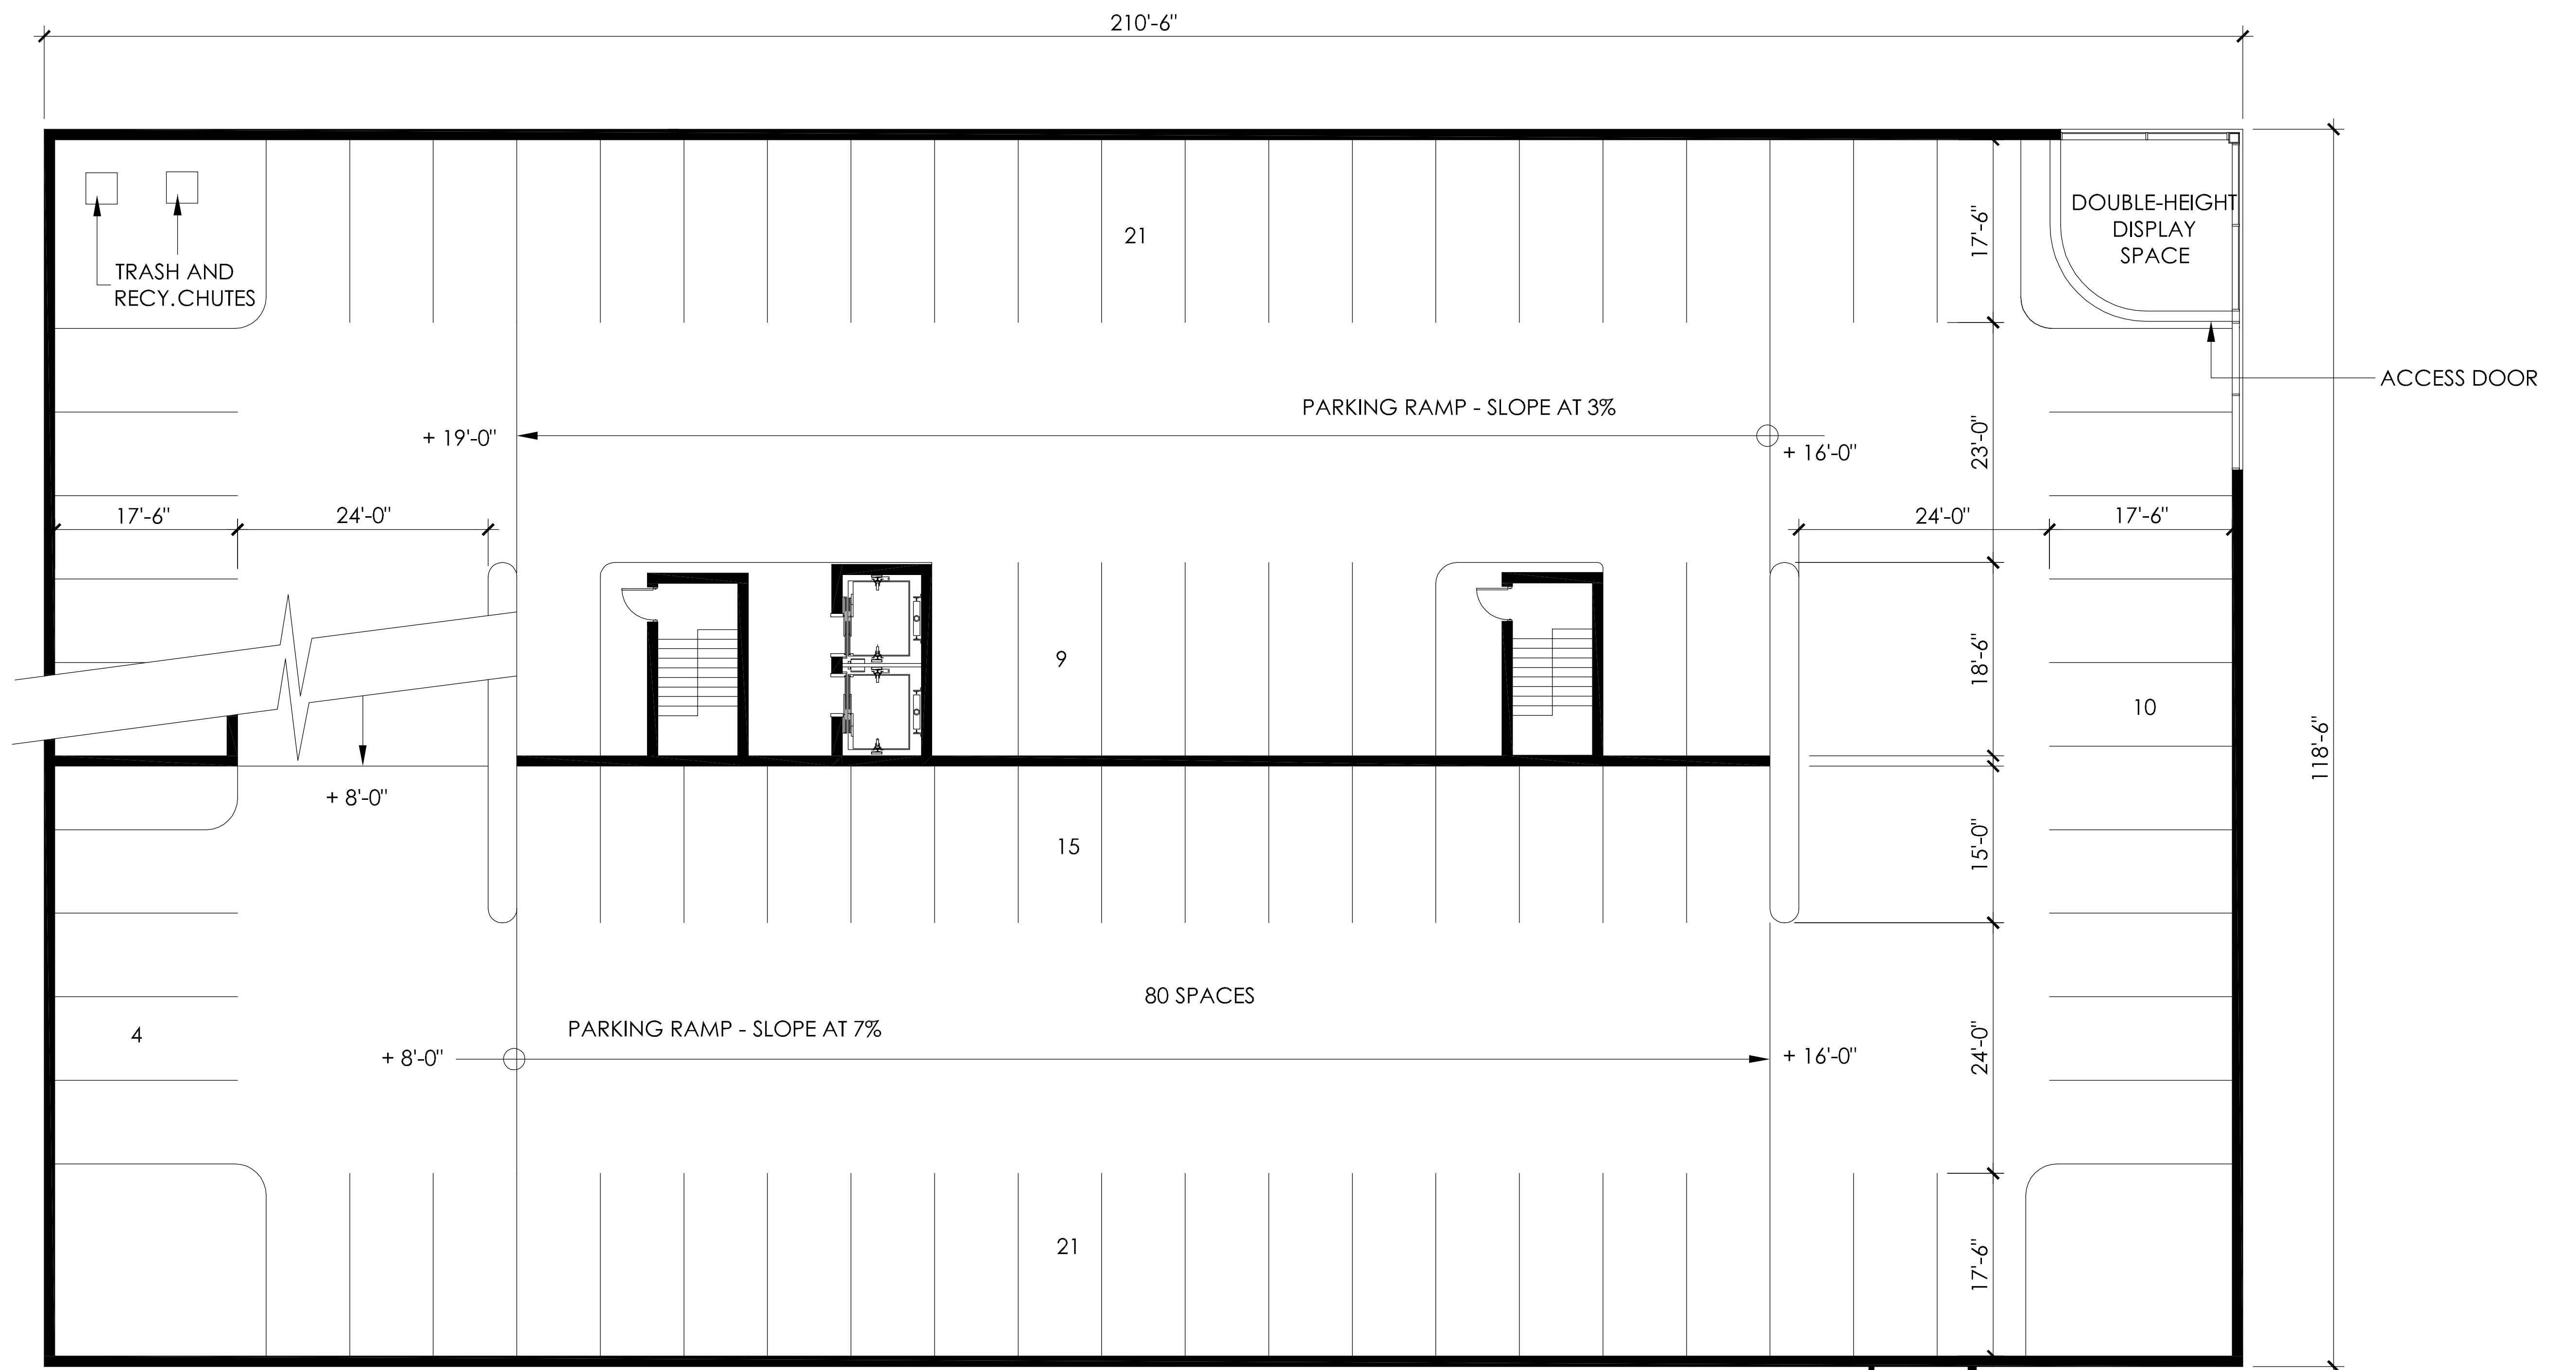 210'-6"
DOUBLE-HEIGHT
DISPLAY
SPACE
17'-6"
21
TRASH AND
RECY.CHUTES
ACCESS DOOR
PARKING RAMP - SLOPE AT 3%
+ 19'-0"
+ 16'-0"
23'-0"
17'-6"
24'-0"
24'-0"
17'-6"
9
18'-6"
10
118'-6"
+ 8'-0"
15
15'-0"
80 SPACES
PARKING RAMP - SLOPE AT 7%
4
+ 8'-0"
+ 16'-0"
24'-0"
21
17'-6"